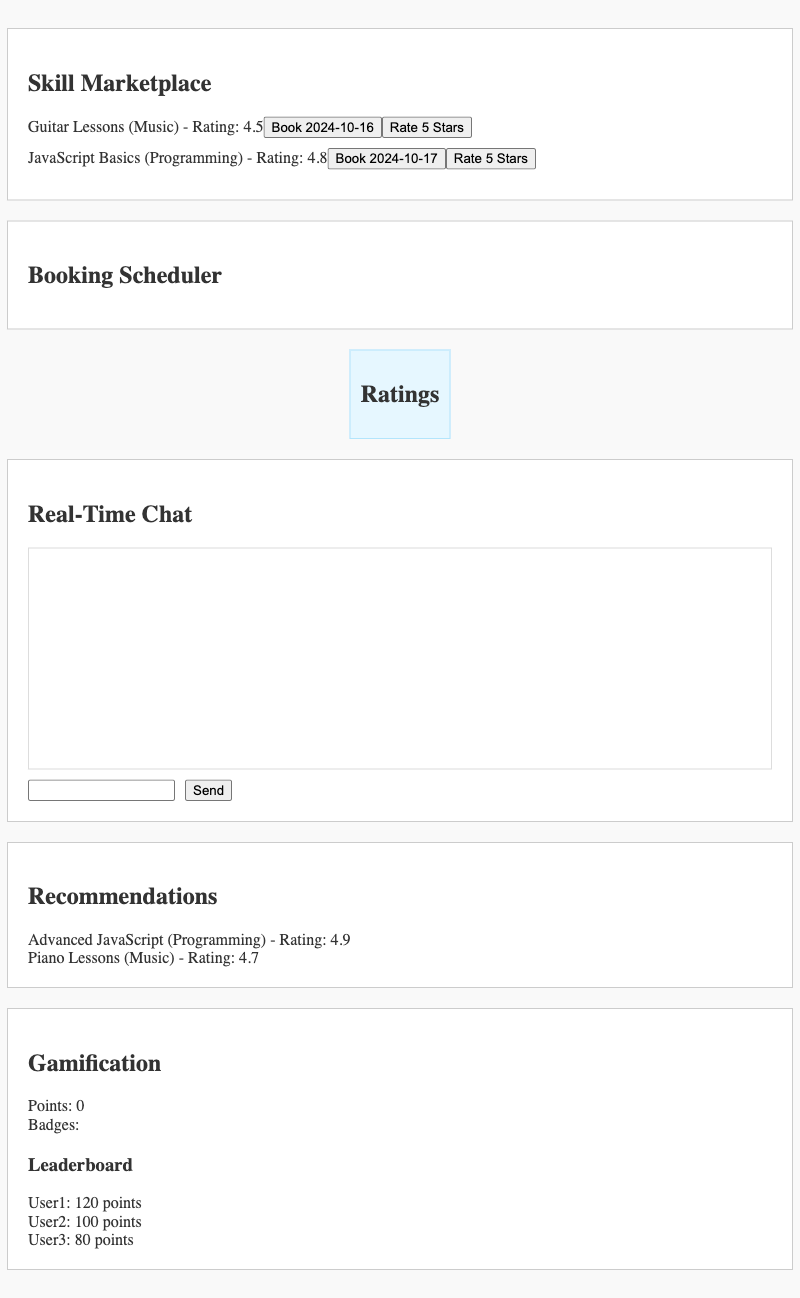 Skill Marketplace
Guitar Lessons (Music) - Rating: 4.5 Book 2024-10-16 Rate 5 Stars
JavaScript Basics (Programming) - Rating: 4.8 Book 2024-10-17 Rate 5 Stars
Booking Scheduler
Ratings
Real-Time Chat
Send
Recommendations
Advanced JavaScript (Programming) - Rating: 4.9
Piano Lessons (Music) - Rating: 4.7
Gamification
Points: 0
Badges:
Leaderboard
User1: 120 points
User2: 100 points
User3: 80 points